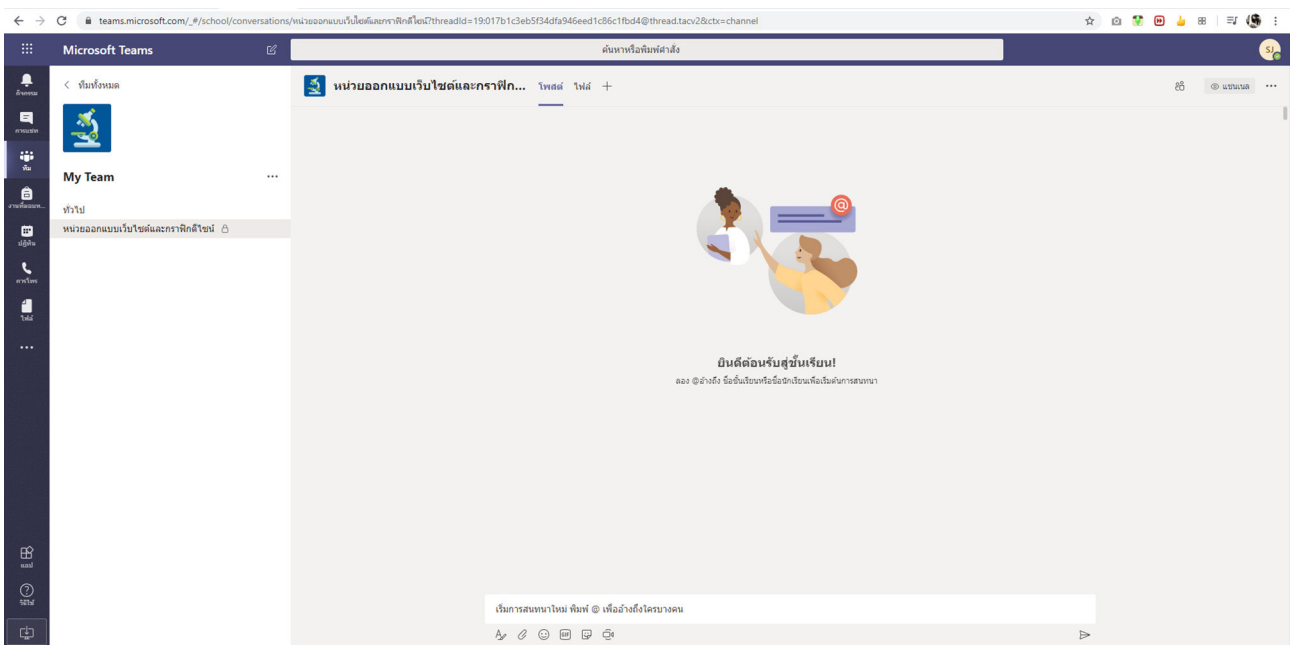 teams.microsoft.com/_#/school/conversations/หน่วยออกแบบเว็บไซต์และกราฟิกดีไซน์?threadId=19:017b1c3eb5f34dfa946eed1c86c1fbd4@thread.tacv2&ctx=channel
Microsoft Teams
ค้นหาหรือพิมพ์คำสั่ง
SJ
กิจกรรม
การแชท
ทีม
งานที่มอบห...
ปฏิทิน
การโทร
ไฟล์
แอป
วิธีใช้
< ทีมทั้งหมด
My Team
ทั่วไป
หน่วยออกแบบเว็บไซต์และกราฟิกดีไซน์
หน่วยออกแบบเว็บไซต์และกราฟิก... โพสต์ ไฟล์ +
แชนเนล
@
ยินดีต้อนรับสู่ชั้นเรียน!
ลอง @อ้างถึง ชื่อชั้นเรียนหรือชื่อนักเรียนเพื่อเริ่มต้นการสนทนา
เริ่มการสนทนาใหม่ พิมพ์ @ เพื่ออ้างถึงใครบางคน
GIF